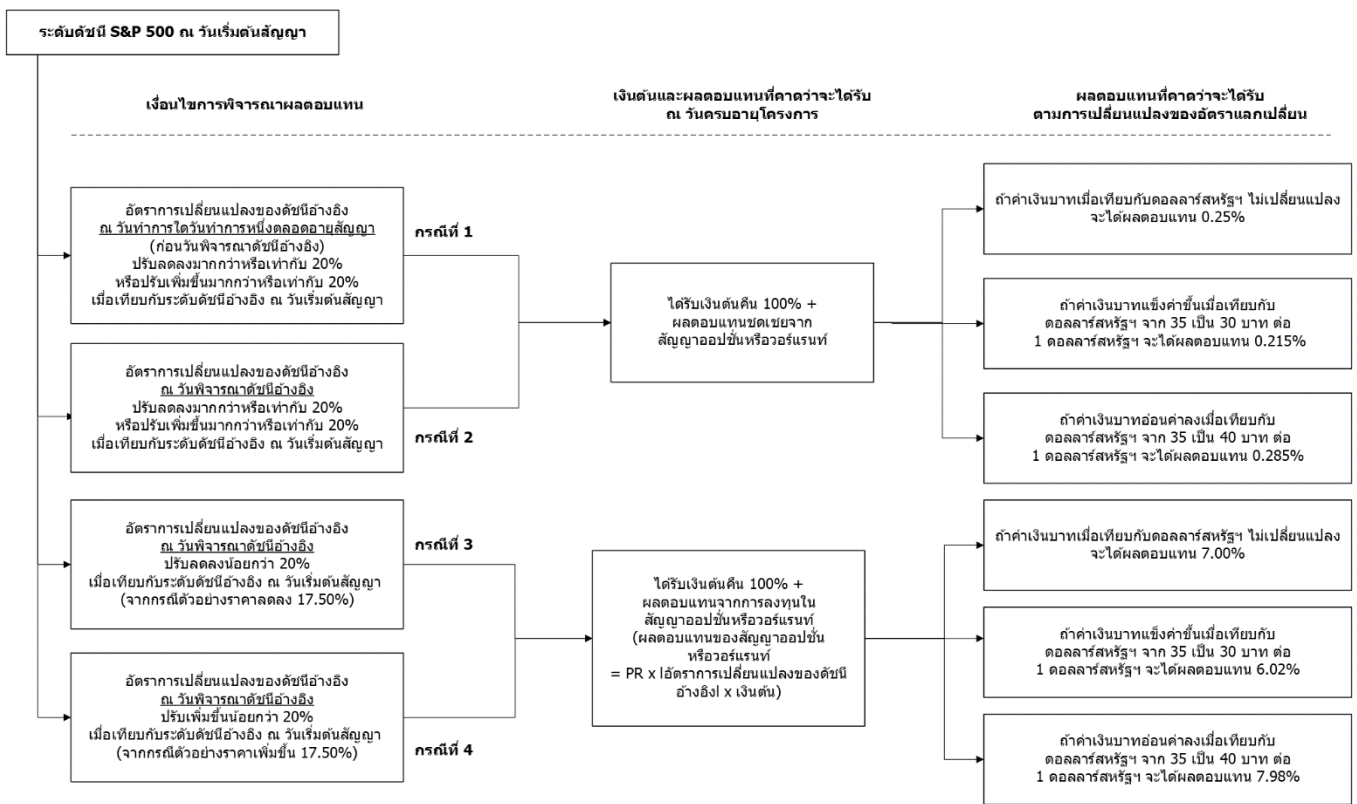 ระดับดัชนี S&P 500 ณ วันเริ่มต้นสัญญา
เงื่อนไขการพิจารณาผลตอบแทน
เงินต้นและผลตอบแทนที่คาดว่าจะได้รับ
ณ วันครบอายุโครงการ
ผลตอบแทนที่คาดว่าจะได้รับ
ตามการเปลี่ยนแปลงของอัตราแลกเปลี่ยน
อัตราการเปลี่ยนแปลงของดัชนีอ้างอิง
ณ วันทำการใดวันทำการหนึ่งตลอดอายุสัญญา
(ก่อนวันพิจารณาดัชนีอ้างอิง)
ปรับลดลงมากกว่าหรือเท่ากับ 20%
หรือปรับเพิ่มขึ้นมากกว่าหรือเท่ากับ 20%
เมื่อเทียบกับระดับดัชนีอ้างอิง ณ วันเริ่มต้นสัญญา
กรณีที่ 1
อัตราการเปลี่ยนแปลงของดัชนีอ้างอิง
ณ วันพิจารณาดัชนีอ้างอิง
ปรับลดลงมากกว่าหรือเท่ากับ 20%
หรือปรับเพิ่มขึ้นมากกว่าหรือเท่ากับ 20%
เมื่อเทียบกับระดับดัชนีอ้างอิง ณ วันเริ่มต้นสัญญา
กรณีที่ 2
ได้รับเงินต้นคืน 100% +
ผลตอบแทนชดเชยจาก
สัญญาออปชั่นหรือวอร์แรนท์
ถ้าค่าเงินบาทเมื่อเทียบกับดอลลาร์สหรัฐฯ ไม่เปลี่ยนแปลง
จะได้ผลตอบแทน 0.25%
ถ้าค่าเงินบาทแข็งค่าขึ้นเมื่อเทียบกับ
ดอลลาร์สหรัฐฯ จาก 35 เป็น 30 บาท ต่อ
1 ดอลลาร์สหรัฐฯ จะได้ผลตอบแทน 0.215%
ถ้าค่าเงินบาทอ่อนค่าลงเมื่อเทียบกับ
ดอลลาร์สหรัฐฯ จาก 35 เป็น 40 บาท ต่อ
1 ดอลลาร์สหรัฐฯ จะได้ผลตอบแทน 0.285%
อัตราการเปลี่ยนแปลงของดัชนีอ้างอิง
ณ วันพิจารณาดัชนีอ้างอิง
ปรับลดลงน้อยกว่า 20%
เมื่อเทียบกับระดับดัชนีอ้างอิง ณ วันเริ่มต้นสัญญา
(จากกรณีตัวอย่างราคาลดลง 17.50%)
กรณีที่ 3
อัตราการเปลี่ยนแปลงของดัชนีอ้างอิง
ณ วันพิจารณาดัชนีอ้างอิง
ปรับเพิ่มขึ้นน้อยกว่า 20%
เมื่อเทียบกับระดับดัชนีอ้างอิง ณ วันเริ่มต้นสัญญา
(จากกรณีตัวอย่างราคาเพิ่มขึ้น 17.50%)
กรณีที่ 4
ได้รับเงินต้นคืน 100% +
ผลตอบแทนจากการลงทุนใน
สัญญาออปชั่นหรือวอร์แรนท์
(ผลตอบแทนของสัญญาออปชั่น
หรือวอร์แรนท์
= PR x lอัตราการเปลี่ยนแปลงของดัชนี
อ้างอิงl x เงินต้น)
ถ้าค่าเงินบาทเมื่อเทียบกับดอลลาร์สหรัฐฯ ไม่เปลี่ยนแปลง
จะได้ผลตอบแทน 7.00%
ถ้าค่าเงินบาทแข็งค่าขึ้นเมื่อเทียบกับ
ดอลลาร์สหรัฐฯ จาก 35 เป็น 30 บาท ต่อ
1 ดอลลาร์สหรัฐฯ จะได้ผลตอบแทน 6.02%
ถ้าค่าเงินบาทอ่อนค่าลงเมื่อเทียบกับ
ดอลลาร์สหรัฐฯ จาก 35 เป็น 40 บาท ต่อ
1 ดอลลาร์สหรัฐฯ จะได้ผลตอบแทน 7.98%